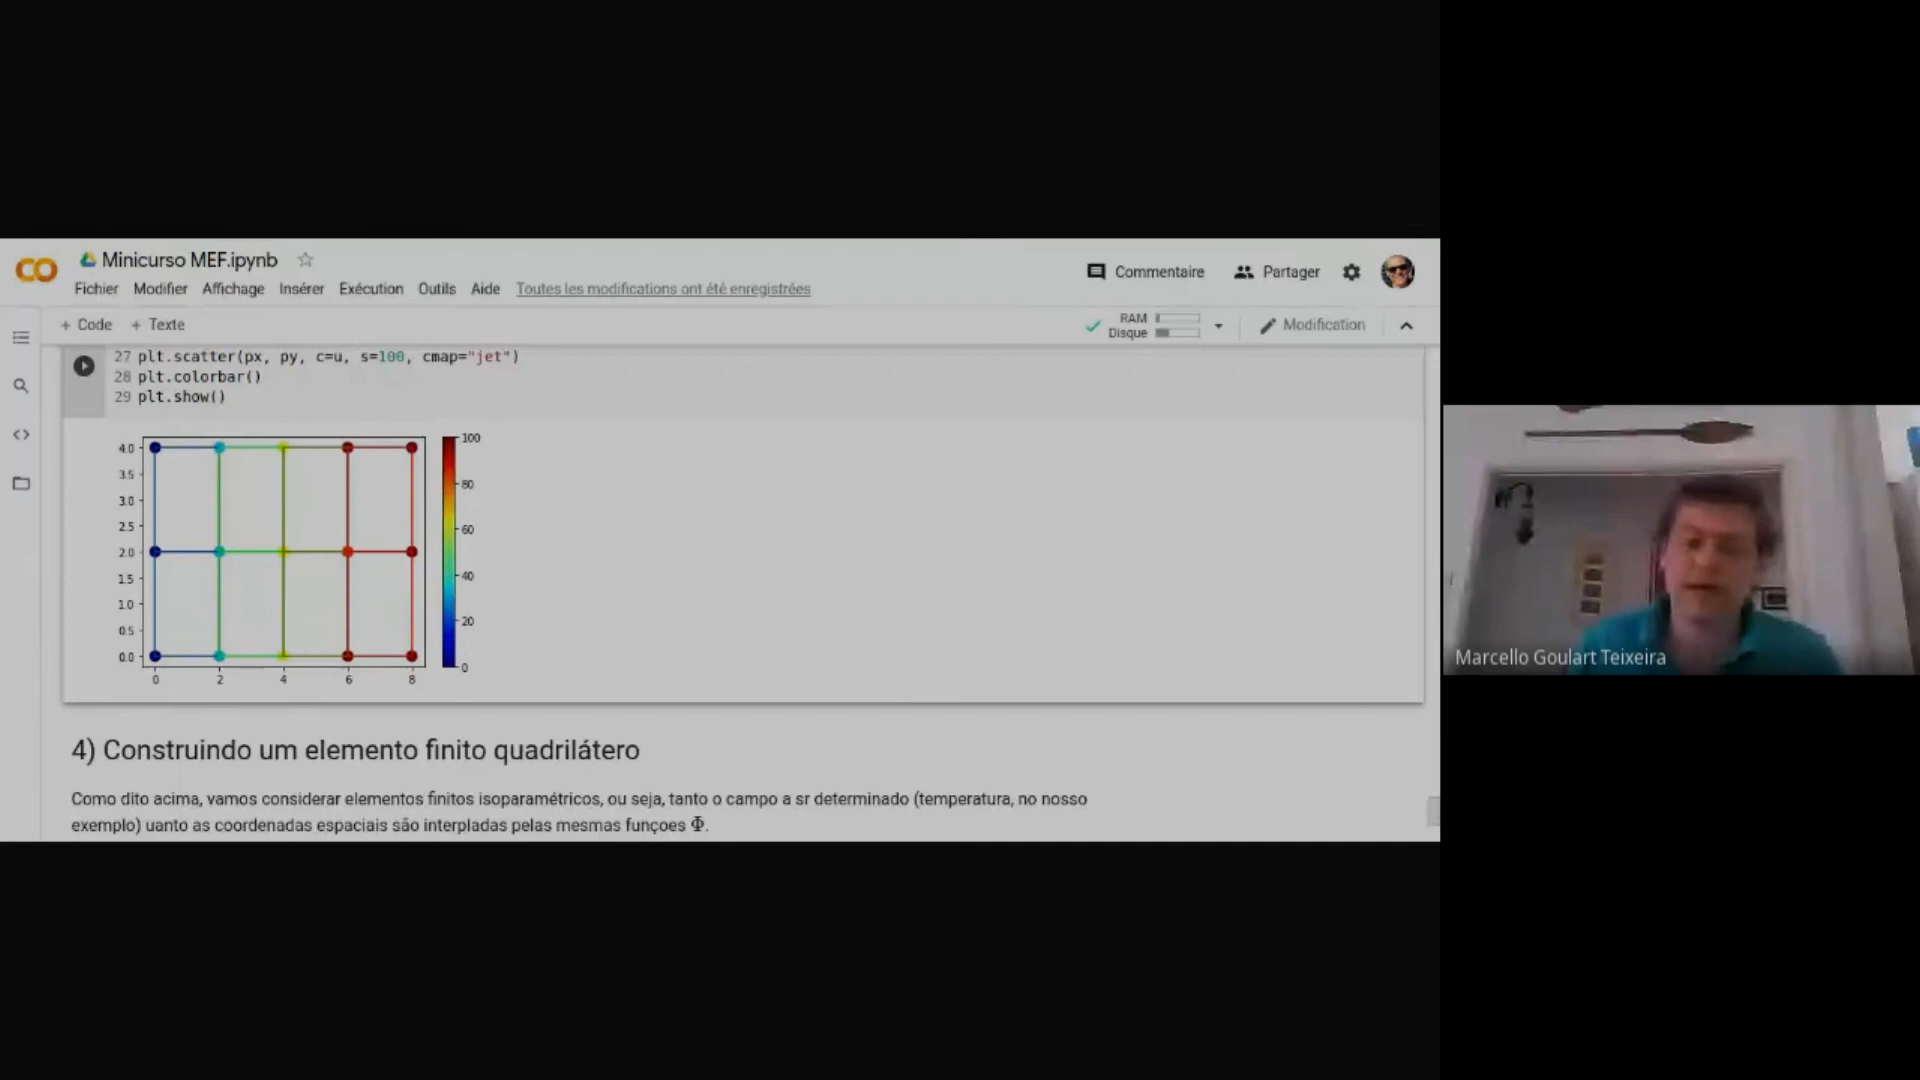 Minicurso MEF.ipynb
Fichier Modifier Affichage Insérer Exécution Outils Aide Toutes les modifications ont été enregistrées
Commentaire Partager
+ Code + Texte
RAM
Disque
Modification
27 plt.scatter(px, py, c=u, s=100, cmap="jet")
28 plt.colorbar()
29 plt.show()
4.0
3.5
3.0
2.5
2.0
1.5
1.0
0.5
0.0
0 2 4 6 8
100
80
60
40
20
0
4) Construindo um elemento finito quadrilátero
Como dito acima, vamos considerar elementos finitos isoparamétricos, ou seja, tanto o campo a sr determinado (temperatura, no nosso
exemplo) uanto as coordenadas espaciais são interpladas pelas mesmas funçoes Φ.
Marcello Goulart Teixeira